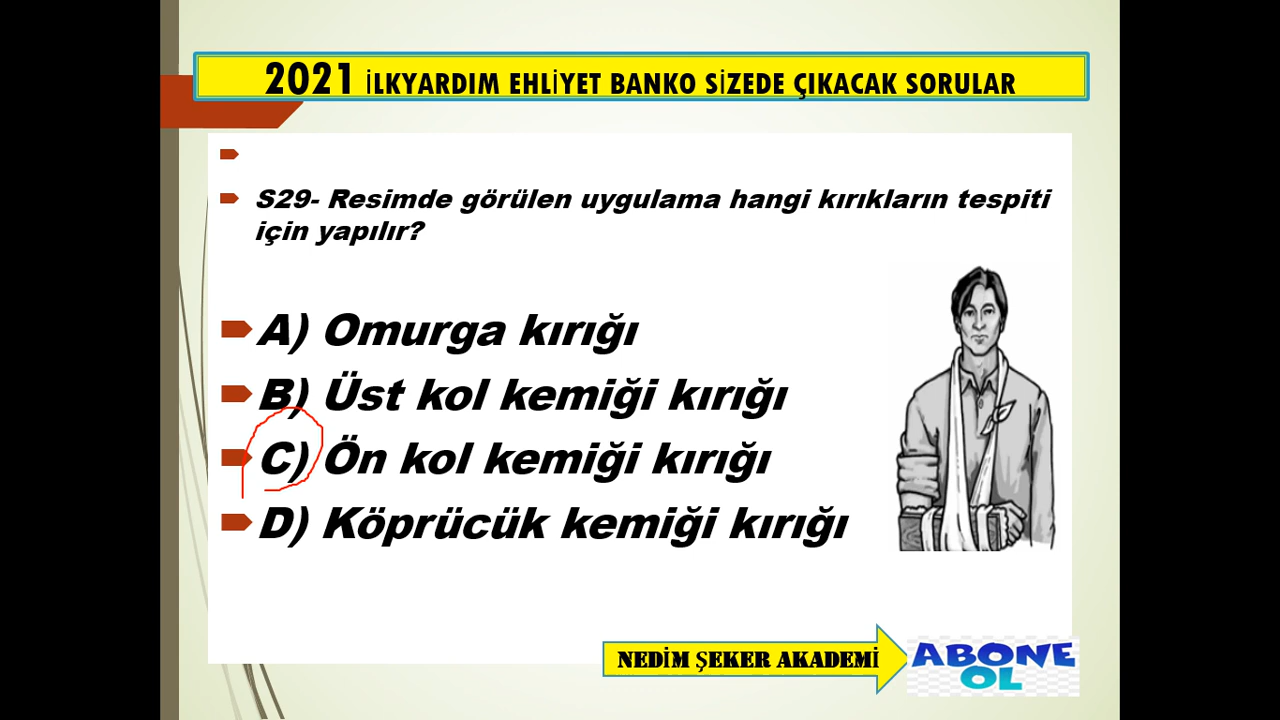 2021 İLKYARDIM EHLİYET BANKO SİZEDE ÇIKACAK SORULAR
S29- Resimde görülen uygulama hangi kırıkların tespiti
için yapılır?
A) Omurga kırığı
B) Üst kol kemiği kırığı
C) Ön kol kemiği kırığı
D) Köprücük kemiği kırığı
NEDİM ŞEKER AKADEMİ
ABONE
OL